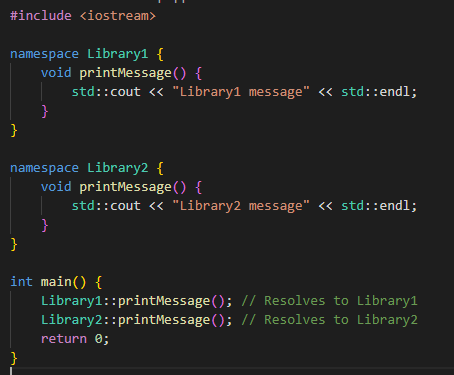 #include <iostream>
namespace Library1 {
void printMessage() {
std::cout << "Library1 message" << std::endl;
}
}
namespace Library2 {
void printMessage() {
std::cout << "Library2 message" << std::endl;
}
}
int main() {
Library1::printMessage(); // Resolves to Library1
Library2::printMessage(); // Resolves to Library2
return 0;
}